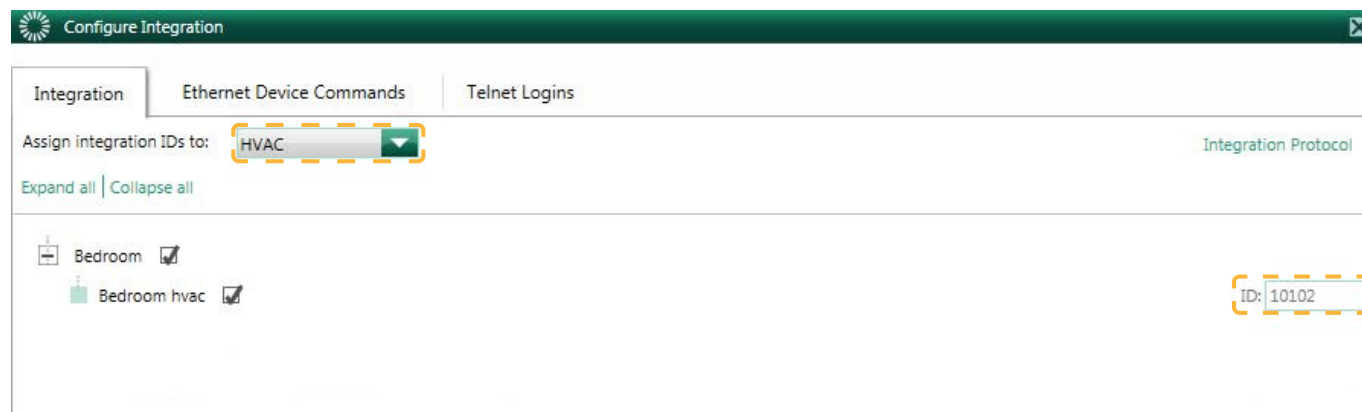 Configure Integration
Integration Ethernet Device Commands Telnet Logins
Assign integration IDs to: HVAC Integration Protocol
Expand all | Collapse all
Bedroom
Bedroom hvac ID: 10102